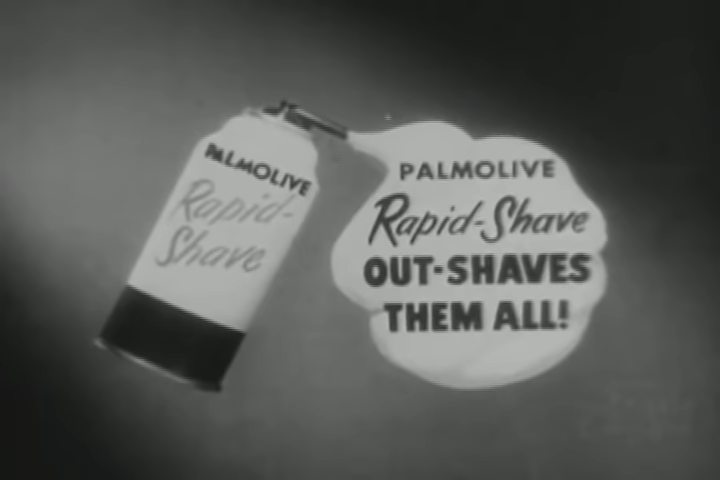 PALMOLIVE
Rapid-
Shave
PALMOLIVE
Rapid-Shave
OUT-SHAVES
THEM ALL!